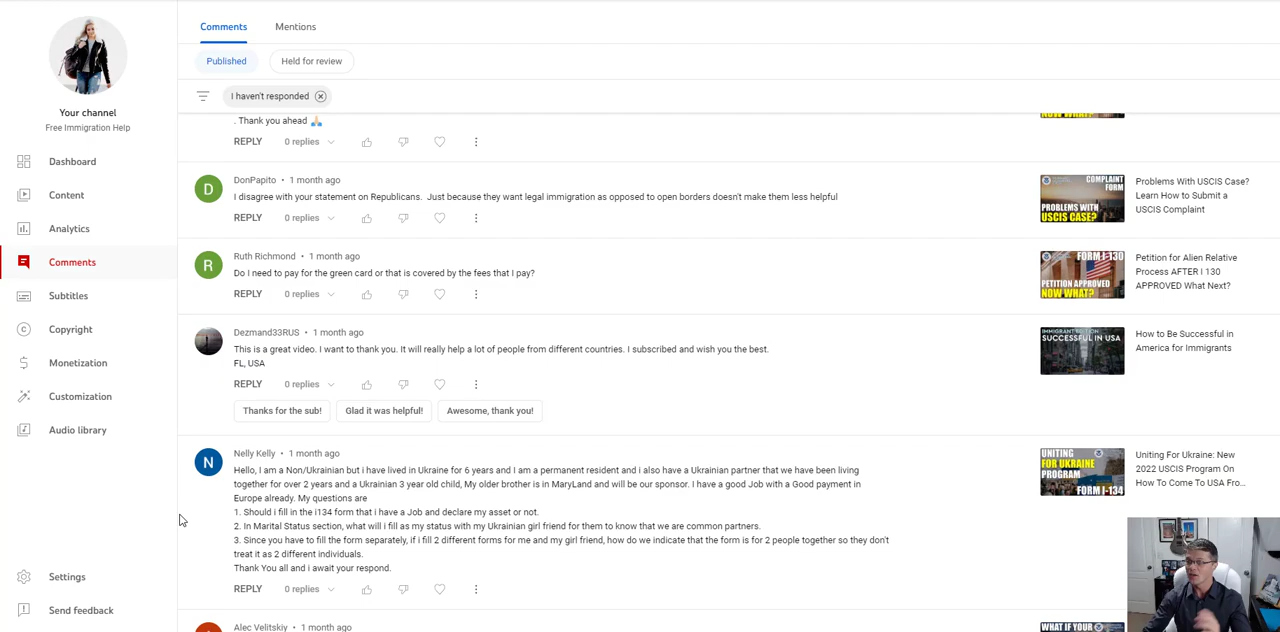 Comments
Mentions
Published
Held for review
I haven't responded
Your channel
Free Immigration Help
Dashboard
Content
Analytics
Comments
Subtitles
Copyright
Monetization
Customization
Audio library
Settings
Send feedback
. Thank you ahead 🙏
REPLY 0 replies
NOW WHAT?
DonPapito • 1 month ago
I disagree with your statement on Republicans. Just because they want legal immigration as opposed to open borders doesn't make them less helpful
REPLY 0 replies
COMPLAINT
FORM
PROBLEMS WITH
USCIS CASE?
Problems With USCIS Case?
Learn How to Submit a
USCIS Complaint
Ruth Richmond • 1 month ago
Do I need to pay for the green card or that is covered by the fees that I pay?
REPLY 0 replies
FORM I-130
PETITION APPROVED
NOW WHAT?
Petition for Alien Relative
Process AFTER I 130
APPROVED What Next?
Dezmand33RUS • 1 month ago
This is a great video. I want to thank you. It will really help a lot of people from different countries. I subscribed and wish you the best.
FL, USA
REPLY 0 replies
Thanks for the sub!
Glad it was helpful!
Awesome, thank you!
SUCCESSFUL IN USA
How to Be Successful in
America for Immigrants
N
Nelly Kelly • 1 month ago
Hello, I am a Non/Ukrainian but i have lived in Ukraine for 6 years and I am a permanent resident and i also have a Ukrainian partner that we have been living
together for over 2 years and a Ukrainian 3 year old child, My older brother is in MaryLand and will be our sponsor. I have a good Job with a Good payment in
Europe already. My questions are
1. Should i fill in the i134 form that i have a Job and declare my asset or not.
2. In Marital Status section, what will i fill as my status with my Ukrainian girl friend for them to know that we are common partners.
3. Since you have to fill the form separately, if i fill 2 different forms for me and my girl friend, how do we indicate that the form is for 2 people together so they don't
treat it as 2 different individuals.
Thank You all and i await your respond.
REPLY 0 replies
UNITING
FOR UKRAINE
PROGRAM
FORM I-134
Uniting For Ukraine: New
2022 USCIS Program On
How To Come To USA Fro...
Alec Velitskiy • 1 month ago
WHAT IF YOUR